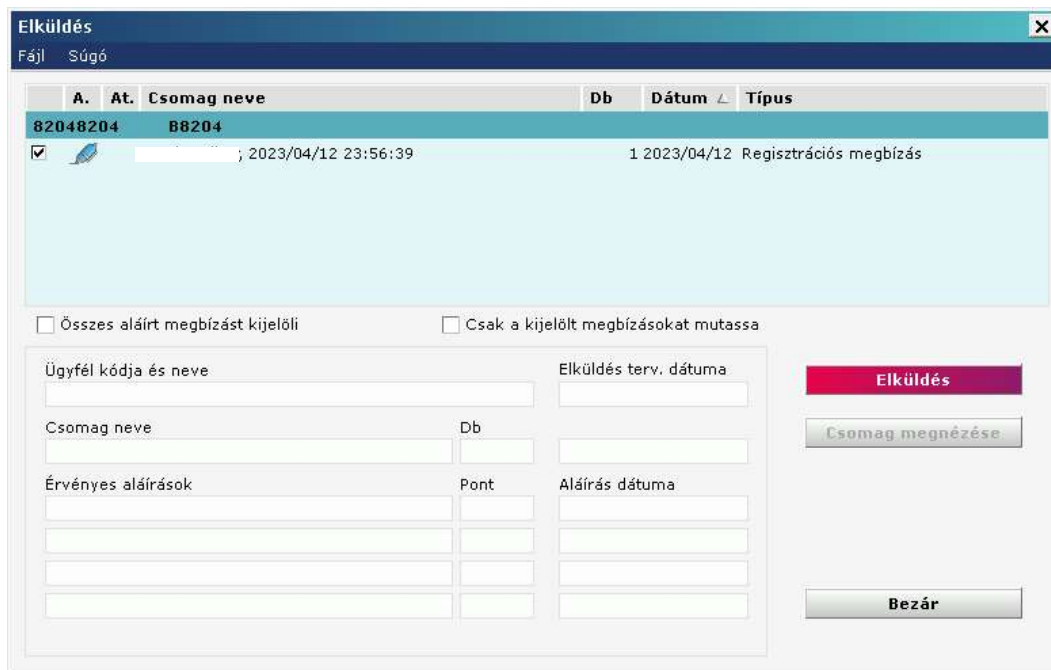 Elküldés
Fájl Súgó
A. At. Csomag neve Db Dátum Típus
82048204 B8204
; 2023/04/12 23:56:39 1 2023/04/12 Regisztrációs megbízás
Összes aláírt megbízást kijelöli Csak a kijelölt megbízásokat mutassa
Ügyfél kódja és neve Elküldés terv. dátuma
Elküldés
Csomag neve Db
Csomag megnézése
Érvényes aláírások Pont Aláírás dátuma
Bezár